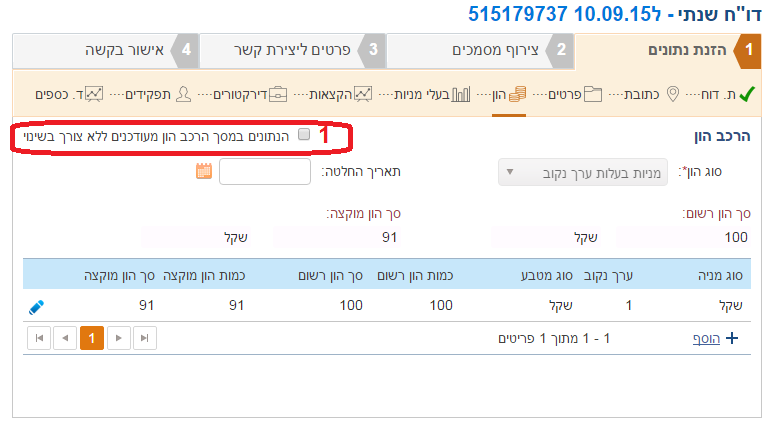 דו"ח שנתי - ל10.09.15 515179737
1 הזנת נתונים 2 צירוף מסמכים 3 פרטים ליצירת קשר 4 אישור בקשה
ת. דוח ···· כתובת ···· פרטים ···· הון ···· בעלי מניות ···· הקצאות ···· דירקטורים ···· תפקידים ···· ד. כספים
הרכב הון 1 הנתונים במסך הרכב הון מעודכנים ללא צורך בשינוי
סוג הון*: מניות בעלות ערך נקוב תאריך החלטה:
סך הון רשום: סך הון מוקצה:
100 שקל 91 שקל
סוג מניה ערך נקוב סוג מטבע כמות הון רשום סך הון רשום כמות הון מוקצה סך הון מוקצה
שקל 1 שקל 100 100 91 91
הוסף 1 - 1 מתוך 1 פריטים 1